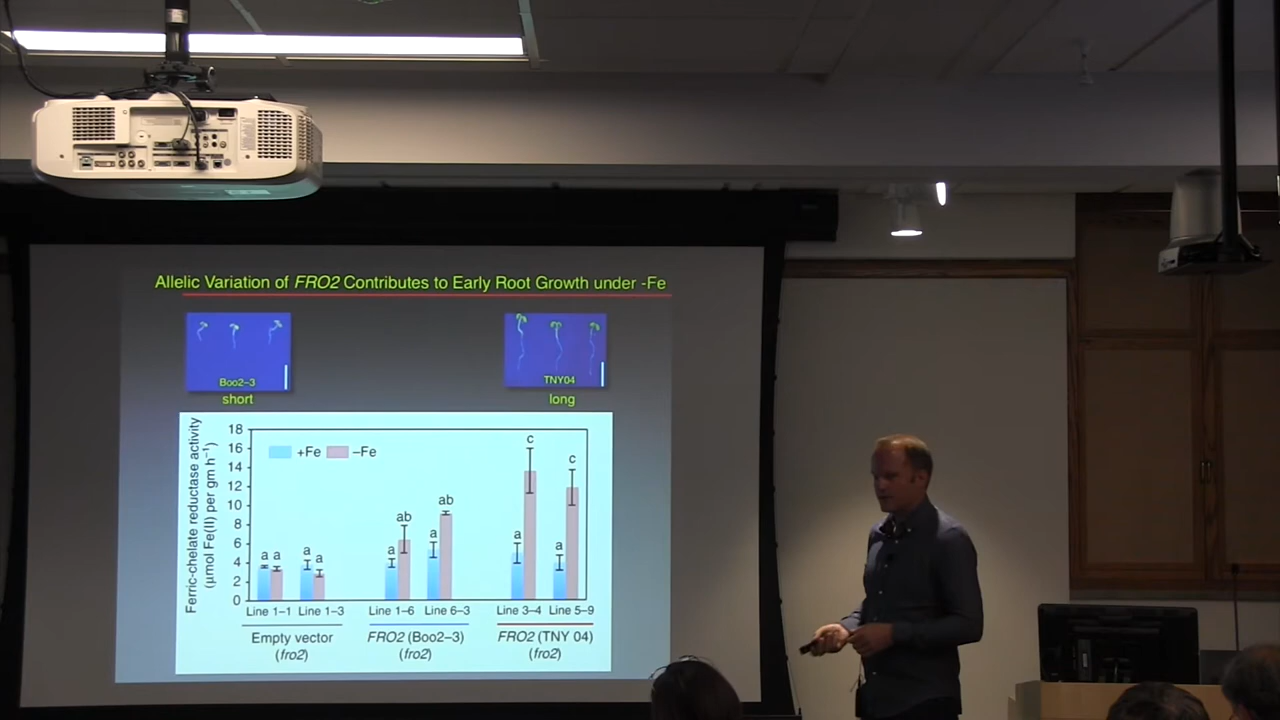 Allelic Variation of FRO2 Contributes to Early Root Growth under -Fe
Boo2–3
short
TNY04
long
Ferric-chelate reductase activity
(μmol Fe(II) per gm h⁻¹)
18
16
14
12
10
8
6
4
2
0
+Fe –Fe
a a a a
a ab a ab
a c a c
Line 1–1 Line 1–3 Line 1–6 Line 6–3 Line 3–4 Line 5–9
Empty vector FRO2 (Boo2–3) FRO2 (TNY 04)
(fro2) (fro2) (fro2)